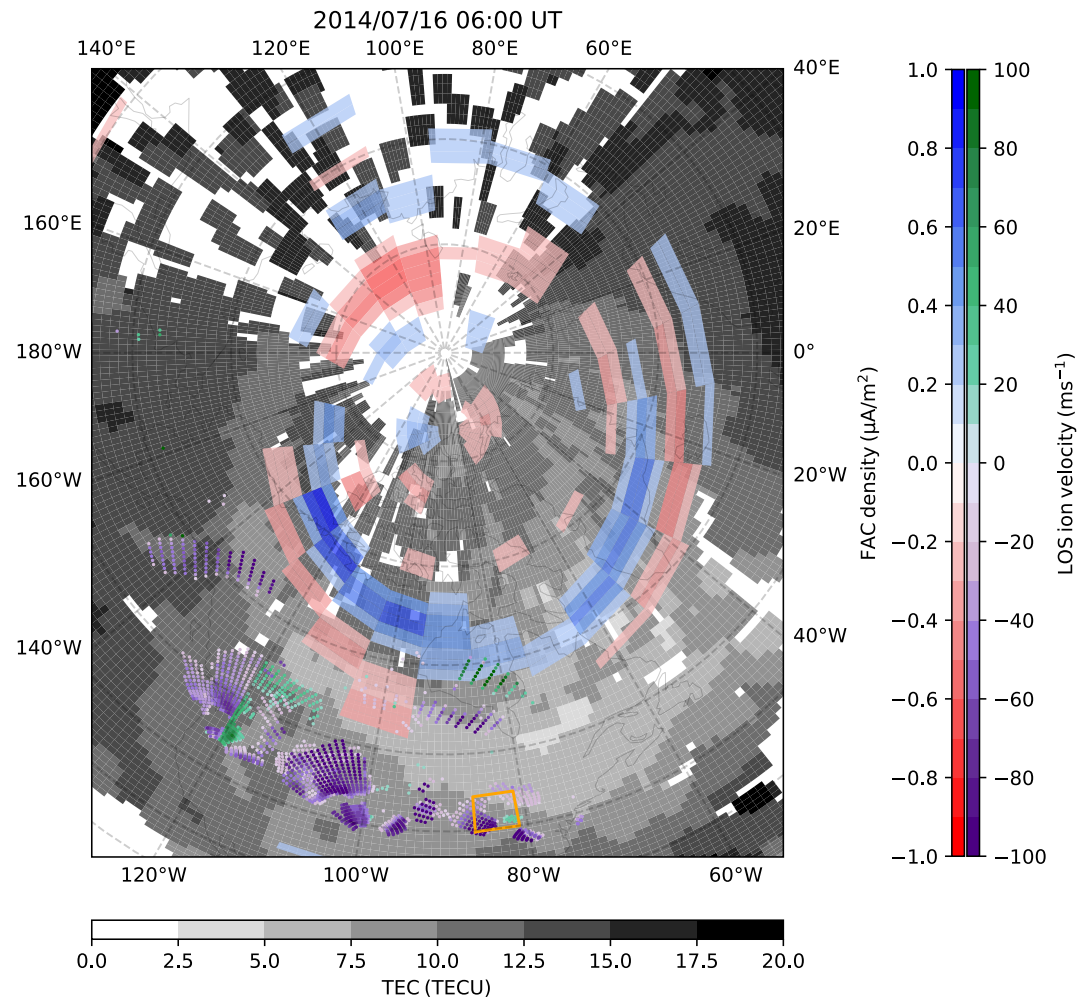 2014/07/16 06:00 UT
140°E 120°E 100°E 80°E 60°E
40°E
160°E
20°E
180°W
0°
160°W
20°W
140°W
40°W
120°W 100°W 80°W 60°W
1.0 100
0.8 80
0.6 60
0.4 40
0.2 20
0.0 0
−0.2 −20
−0.4 −40
−0.6 −60
−0.8 −80
−1.0 −100
FAC density (μA/m²)
LOS ion velocity (ms⁻¹)
0.0 2.5 5.0 7.5 10.0 12.5 15.0 17.5 20.0
TEC (TECU)